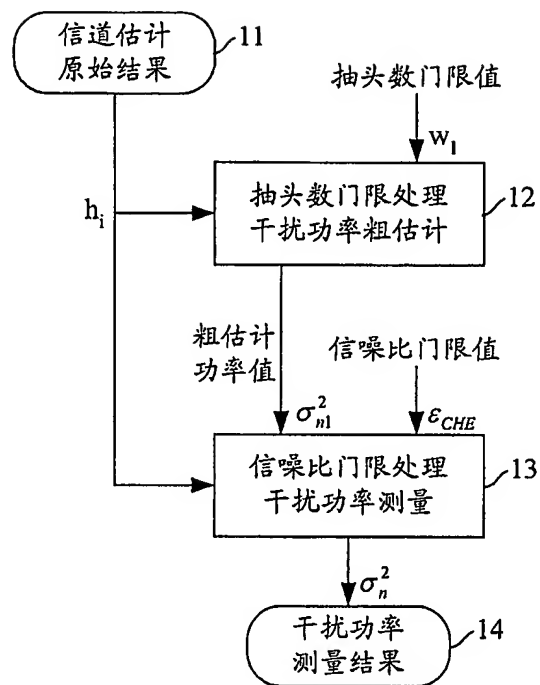 信道估计
原始结果
11
抽头数门限值
w1
hi
抽头数门限处理
干扰功率粗估计
12
粗估计
功率值
信噪比门限值
σ²n1
εCHE
信噪比门限处理
干扰功率测量
13
σ²n
干扰功率
测量结果
14